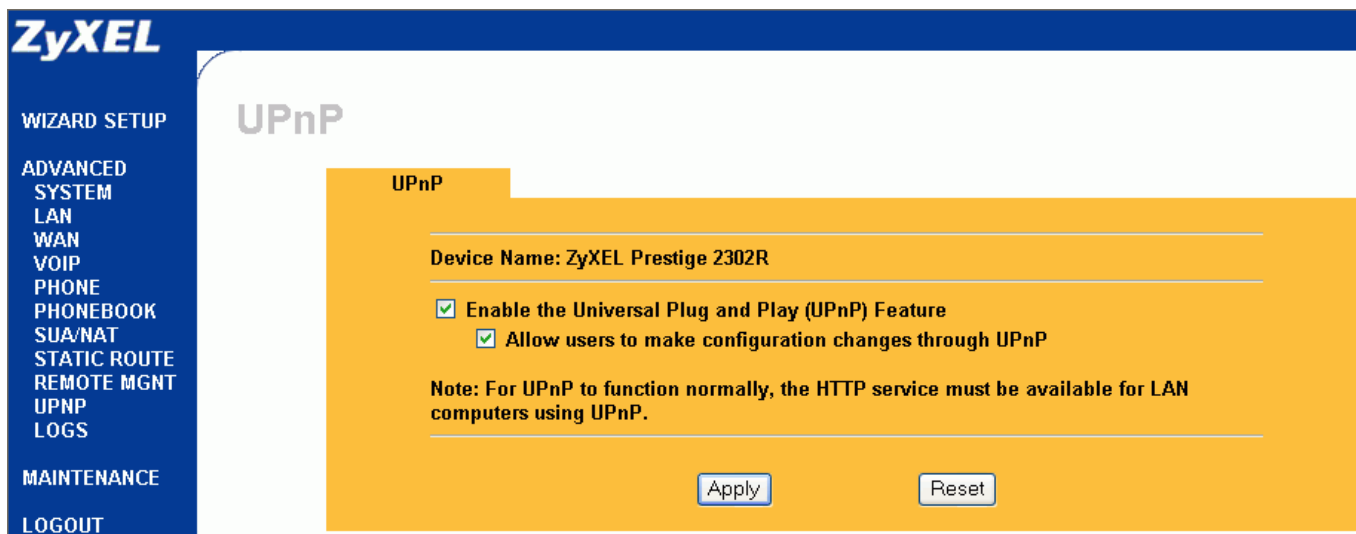 ZyXEL
WIZARD SETUP
ADVANCED
SYSTEM
LAN
WAN
VOIP
PHONE
PHONEBOOK
SUA/NAT
STATIC ROUTE
REMOTE MGNT
UPNP
LOGS
MAINTENANCE
LOGOUT
UPnP
UPnP
Device Name: ZyXEL Prestige 2302R
Enable the Universal Plug and Play (UPnP) Feature
Allow users to make configuration changes through UPnP
Note: For UPnP to function normally, the HTTP service must be available for LAN
computers using UPnP.
Apply
Reset